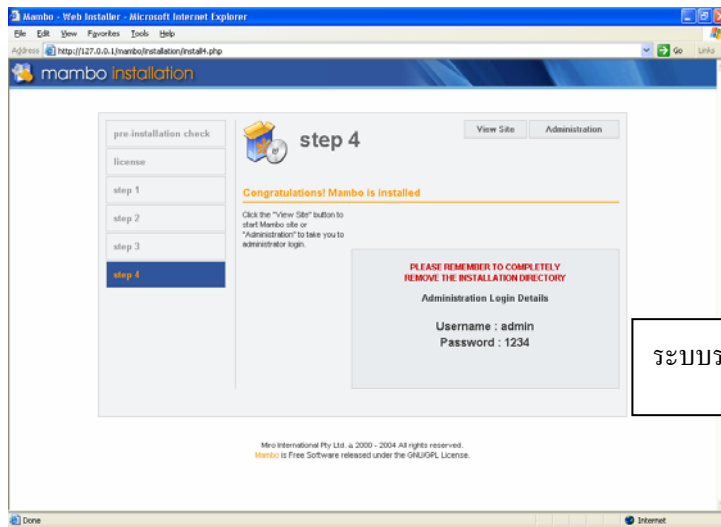 Mambo - Web Installer - Microsoft Internet Explorer
File Edit View Favorites Tools Help
Address http://127.0.0.1/mambo/installation/install4.php Go Links
mambo installation
pre-installation check
license
step 1
step 2
step 3
step 4
step 4
View Site Administration
Congratulations! Mambo is installed
Click the "View Site" button to
start Mambo site or
"Administration" to take you to
administrator login.
PLEASE REMEMBER TO COMPLETELY
REMOVE THE INSTALLATION DIRECTORY
Administration Login Details
Username : admin
Password : 1234
ระบบร
Miro International Pty Ltd. © 2000 - 2004 All rights reserved.
Mambo is Free Software released under the GNU/GPL License.
Done Internet